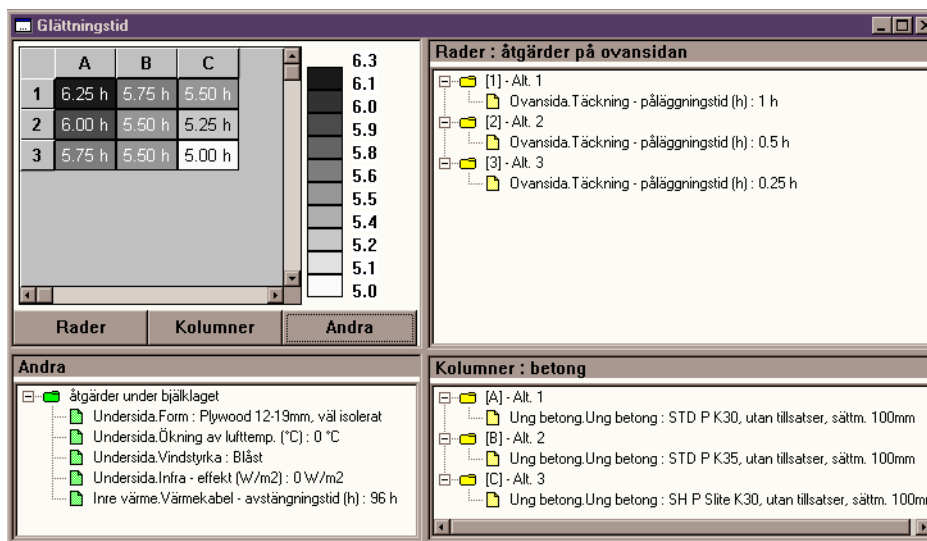 Glättningstid
A B C
1 6.25 h 5.75 h 5.50 h
2 6.00 h 5.50 h 5.25 h
3 5.75 h 5.50 h 5.00 h
6.3
6.1
6.0
5.9
5.8
5.6
5.5
5.4
5.2
5.1
5.0
Rader Kolumner Andra
Rader : åtgärder på ovansidan
[1] - Alt. 1
Ovansida.Täckning - påläggningstid (h) : 1 h
[2] - Alt. 2
Ovansida.Täckning - påläggningstid (h) : 0.5 h
[3] - Alt. 3
Ovansida.Täckning - påläggningstid (h) : 0.25 h
Andra
åtgärder under bjälklaget
Undersida.Form : Plywood 12-19mm, väl isolerat
Undersida.Ökning av lufttemp. (°C) : 0 °C
Undersida.Vindstyrka : Blåst
Undersida.Infra - effekt (W/m2) : 0 W/m2
Inre värme.Värmekabel - avstängningstid (h) : 96 h
Kolumner : betong
[A] - Alt. 1
Ung betong.Ung betong : STD P K30, utan tillsatser, sättm. 100mm
[B] - Alt. 2
Ung betong.Ung betong : STD P K35, utan tillsatser, sättm. 100mm
[C] - Alt. 3
Ung betong.Ung betong : SH P Slite K30, utan tillsatser, sättm. 100m